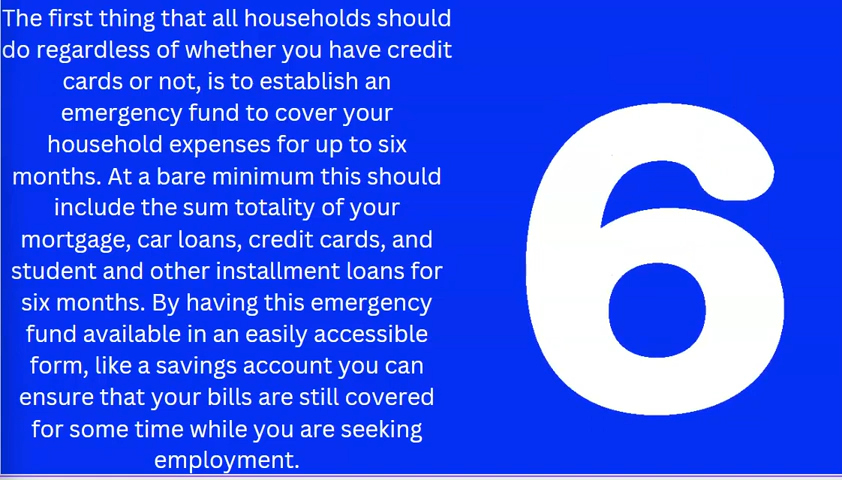 The first thing that all households should
do regardless of whether you have credit
cards or not, is to establish an
emergency fund to cover your
household expenses for up to six
months. At a bare minimum this should
include the sum totality of your
mortgage, car loans, credit cards, and
student and other installment loans for
six months. By having this emergency
fund available in an easily accessible
form, like a savings account you can
ensure that your bills are still covered
for some time while you are seeking
employment.
6